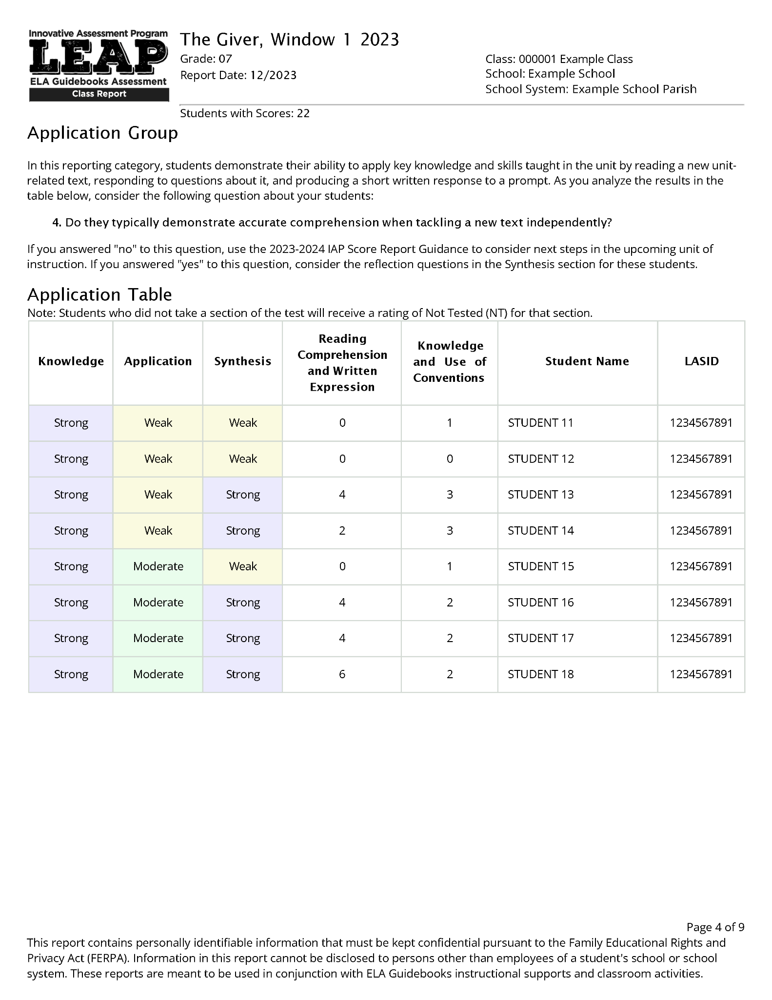 Innovative Assessment Program
LEAP
ELA Guidebooks Assessment
Class Report
The Giver, Window 1 2023
Grade: 07
Report Date: 12/2023
Class: 000001 Example Class
School: Example School
School System: Example School Parish
Students with Scores: 22
Application Group
In this reporting category, students demonstrate their ability to apply key knowledge and skills taught in the unit by reading a new unit-
related text, responding to questions about it, and producing a short written response to a prompt. As you analyze the results in the
table below, consider the following question about your students:
4. Do they typically demonstrate accurate comprehension when tackling a new text independently?
If you answered "no" to this question, use the 2023-2024 IAP Score Report Guidance to consider next steps in the upcoming unit of
instruction. If you answered "yes" to this question, consider the reflection questions in the Synthesis section for these students.
Application Table
Note: Students who did not take a section of the test will receive a rating of Not Tested (NT) for that section.
Knowledge Application Synthesis Reading Comprehension and Written Expression Knowledge and Use of Conventions Student Name LASID
Strong Weak Weak 0 1 STUDENT 11 1234567891
Strong Weak Weak 0 0 STUDENT 12 1234567891
Strong Weak Strong 4 3 STUDENT 13 1234567891
Strong Weak Strong 2 3 STUDENT 14 1234567891
Strong Moderate Weak 0 1 STUDENT 15 1234567891
Strong Moderate Strong 4 2 STUDENT 16 1234567891
Strong Moderate Strong 4 2 STUDENT 17 1234567891
Strong Moderate Strong 6 2 STUDENT 18 1234567891
Page 4 of 9
This report contains personally identifiable information that must be kept confidential pursuant to the Family Educational Rights and
Privacy Act (FERPA). Information in this report cannot be disclosed to persons other than employees of a student's school or school
system. These reports are meant to be used in conjunction with ELA Guidebooks instructional supports and classroom activities.